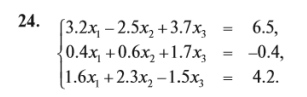 24. 3.2x₁ – 2.5x₂ + 3.7x₃ = 6.5,
0.4x₁ + 0.6x₂ + 1.7x₃ = –0.4,
1.6x₁ + 2.3x₂ – 1.5x₃ = 4.2.